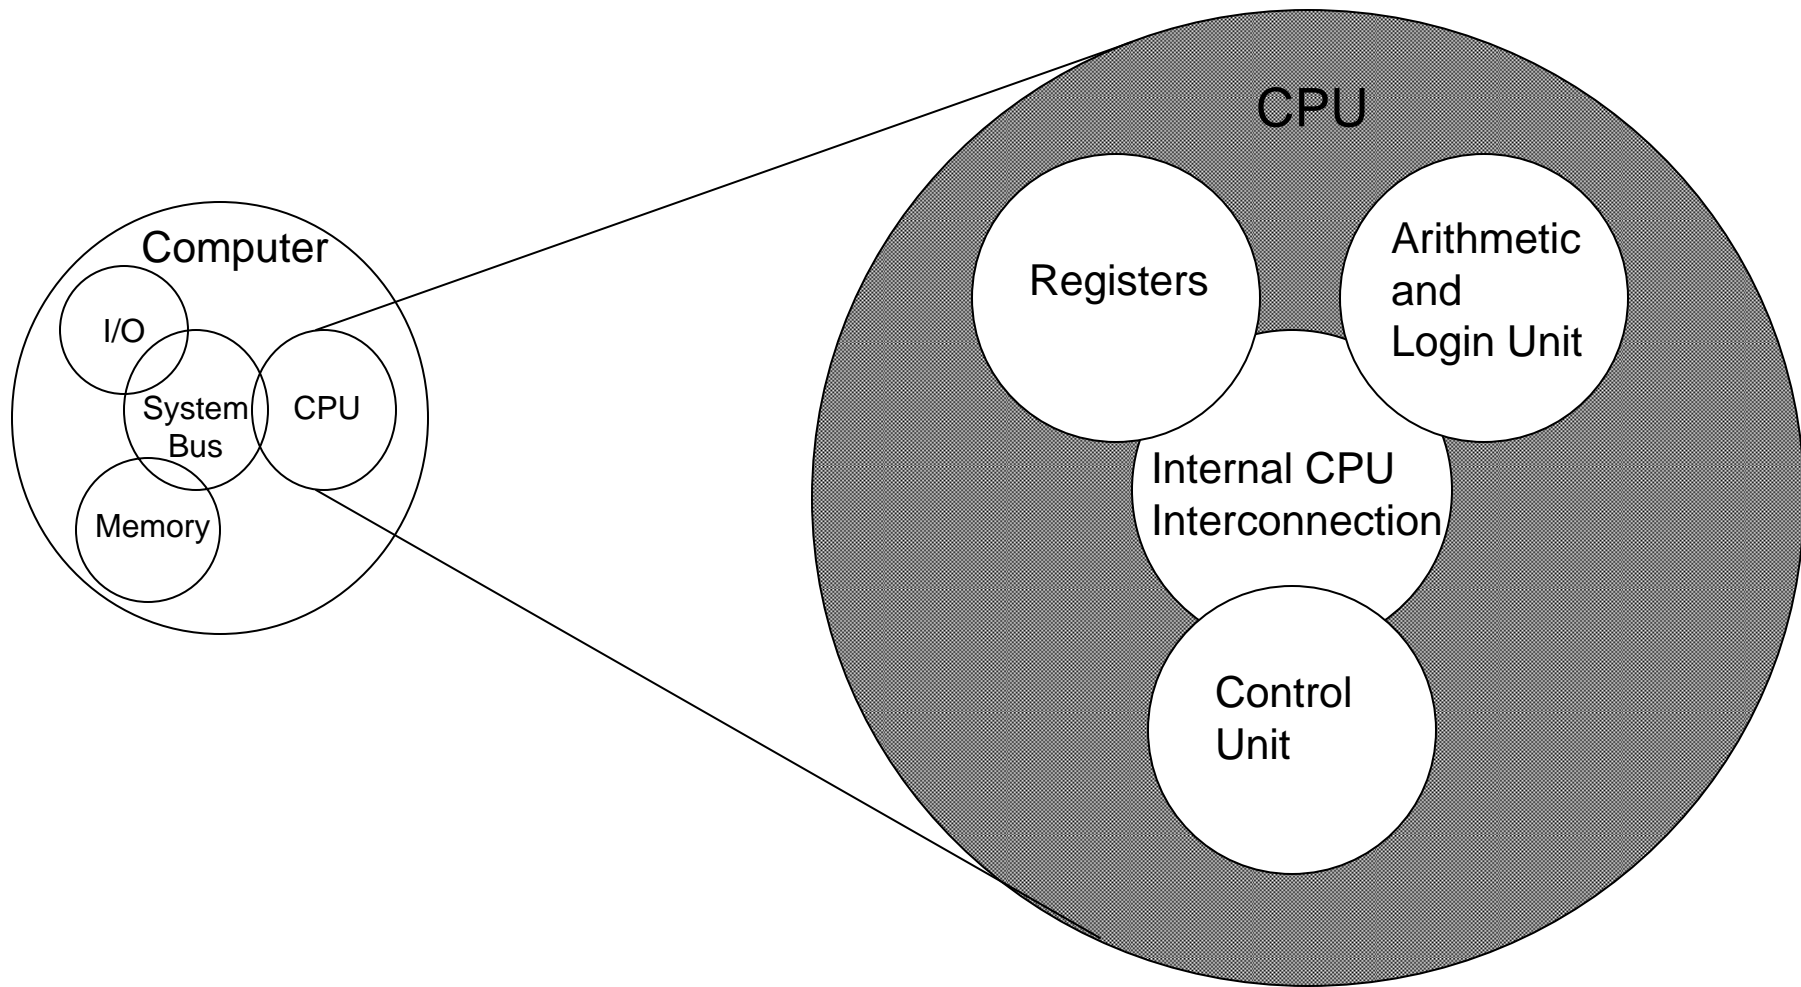 Computer
I/O
System
Bus
CPU
Memory
CPU
Registers
Arithmetic
and
Login Unit
Internal CPU
Interconnection
Control
Unit